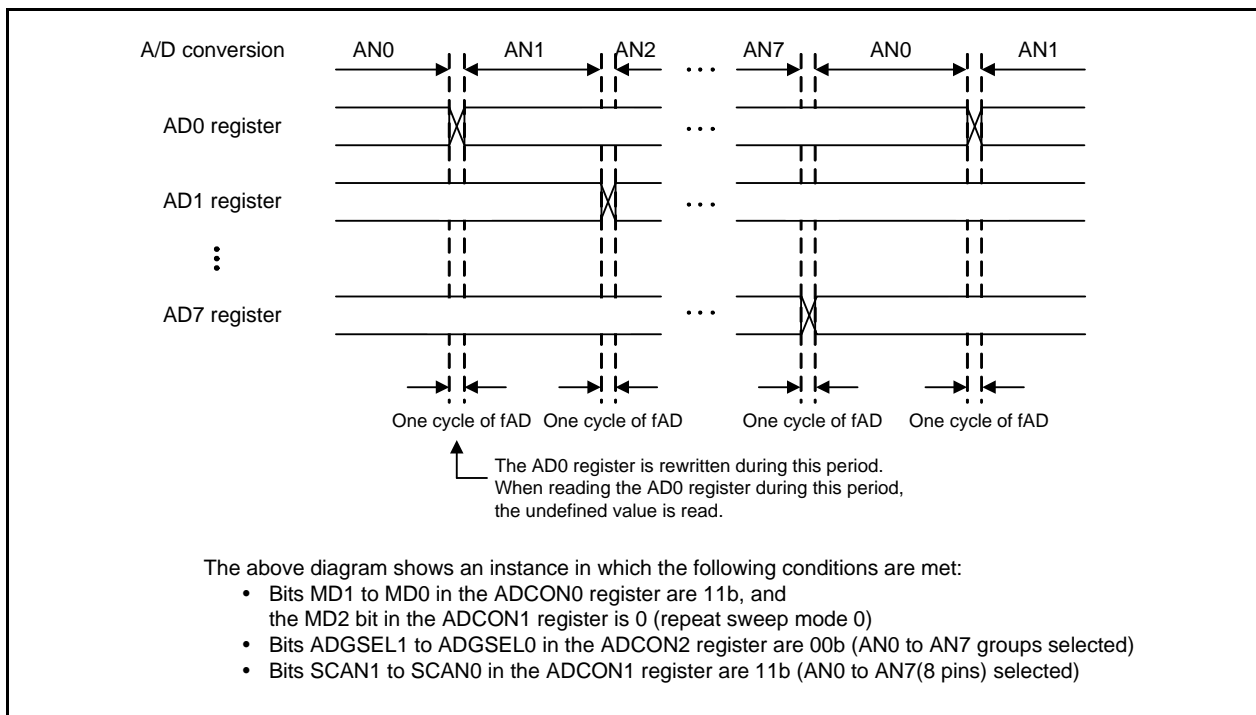 A/D conversion AN0 AN1 AN2 ... AN7 AN0 AN1
AD0 register ...
AD1 register ...
AD7 register ...
One cycle of fAD One cycle of fAD One cycle of fAD One cycle of fAD
The AD0 register is rewritten during this period.
When reading the AD0 register during this period,
the undefined value is read.
The above diagram shows an instance in which the following conditions are met:
• Bits MD1 to MD0 in the ADCON0 register are 11b, and
the MD2 bit in the ADCON1 register is 0 (repeat sweep mode 0)
• Bits ADGSEL1 to ADGSEL0 in the ADCON2 register are 00b (AN0 to AN7 groups selected)
• Bits SCAN1 to SCAN0 in the ADCON1 register are 11b (AN0 to AN7(8 pins) selected)